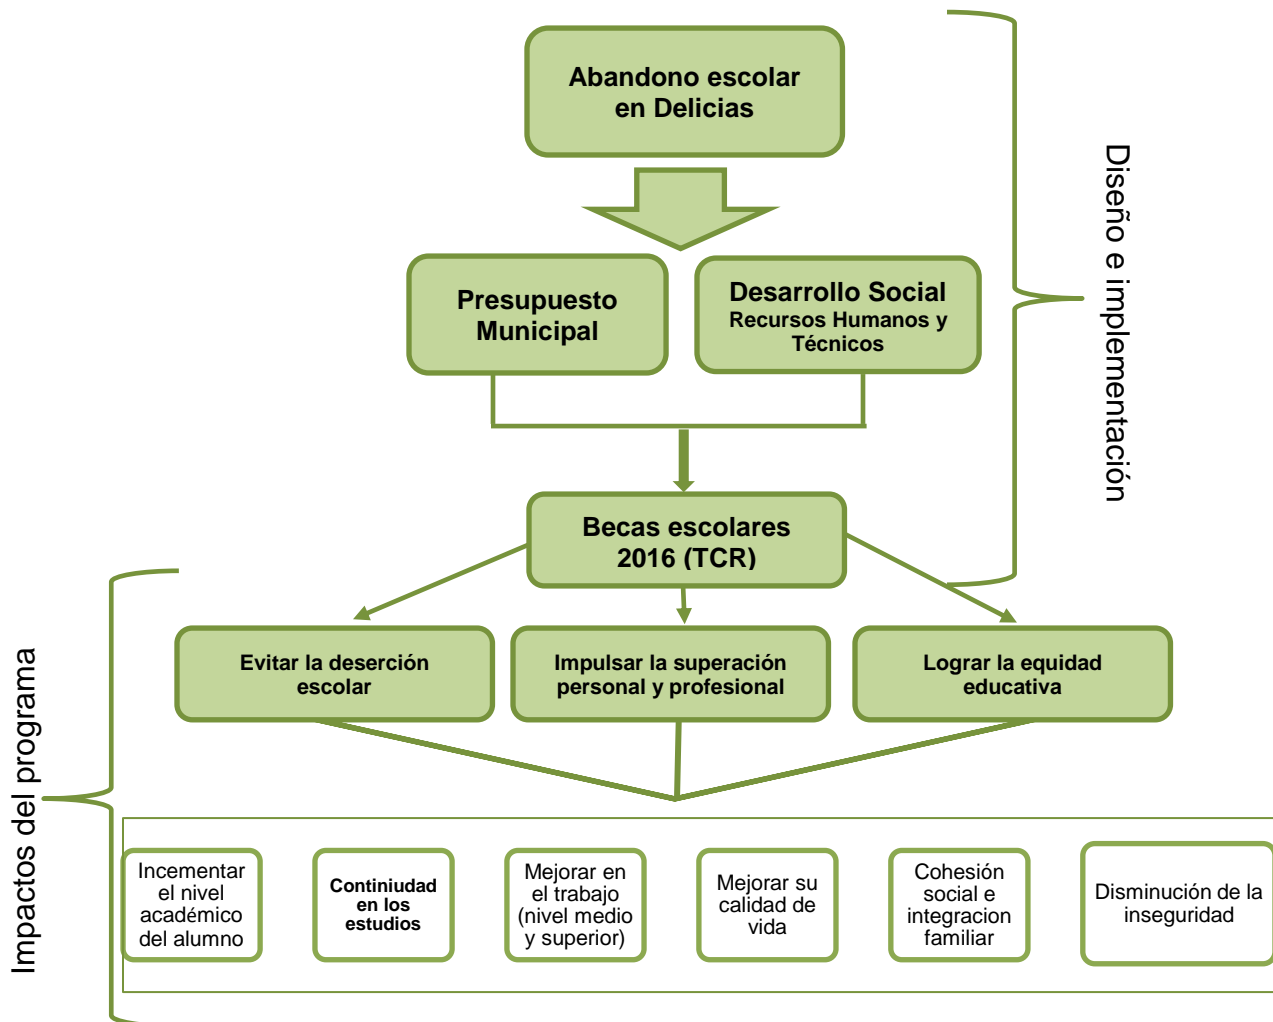 Abandono escolar
en Delicias
Diseño e implementación
Presupuesto
Municipal
Desarrollo Social
Recursos Humanos y
Técnicos
Becas escolares
2016 (TCR)
Impactos del programa
Evitar la deserción
escolar
Impulsar la superación
personal y profesional
Lograr la equidad
educativa
Incrementar
el nivel
académico
del alumno
Continiudad
en los
estudios
Mejorar en
el trabajo
(nivel medio
y superior)
Mejorar su
calidad de
vida
Cohesión
social e
integracion
familiar
Disminución de la
inseguridad